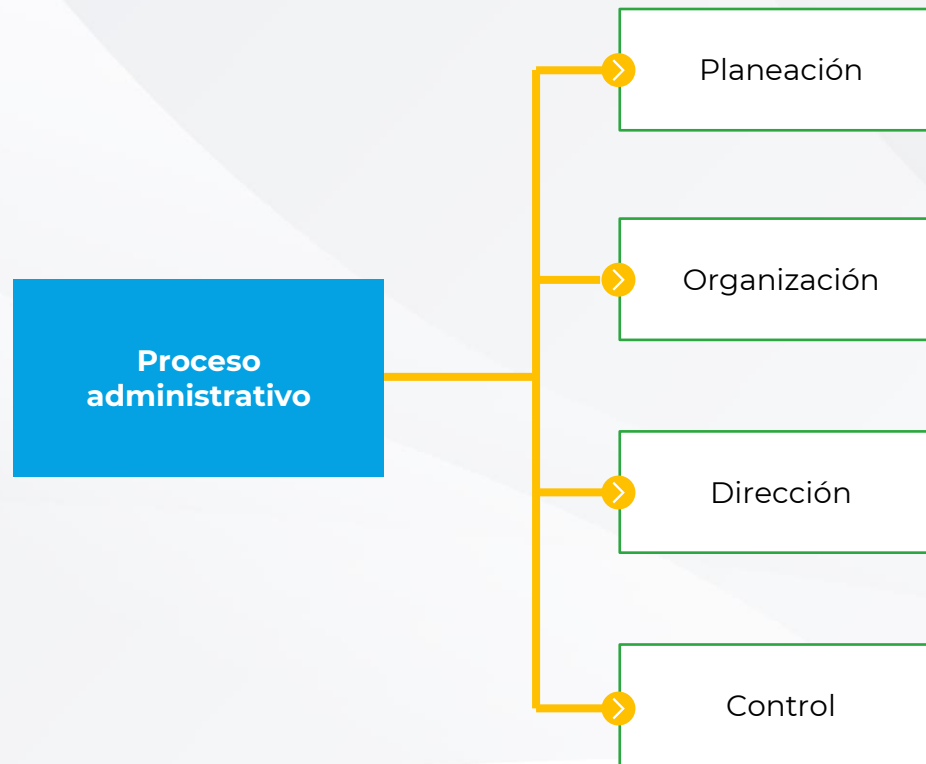 Planeación
Organización
Proceso
administrativo
Dirección
Control